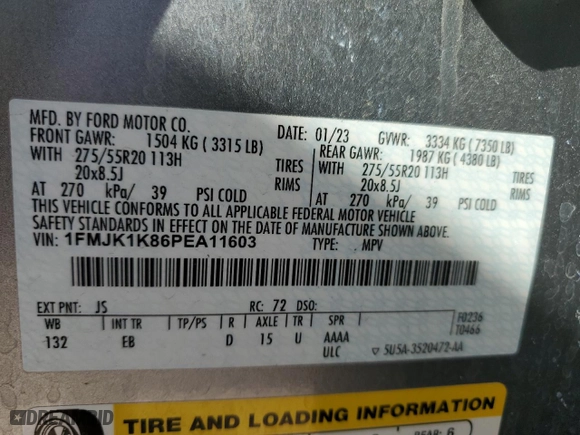 MFD. BY FORD MOTOR CO.
DATE: 01/23 GVWR: 3334 KG (7350 LB)
FRONT GAWR: 1504 KG (3315 LB) REAR GAWR: 1987 KG (4380 LB)
WITH 275/55R20 113H TIRES WITH 275/55R20 113H TIRES
20x8.5J RIMS 20x8.5J RIMS
AT 270 kPa/ 39 PSI COLD AT 270 kPa/ 39 PSI COLD
THIS VEHICLE CONFORMS TO ALL APPLICABLE FEDERAL MOTOR VEHICLE
SAFETY STANDARDS IN EFFECT ON THE DATE OF MANUFACTURE SHOWN ABOVE.
VIN: 1FMJK1K86PEA11603 TYPE: MPV
EXT PNT: JS RC: 72 DSO:
F0236
T0466
WB INT TR TP/PS R AXLE TR SPR
132 EB D 15 U AAAA
ULC ▽ 5U5A-3520472-AA
TIRE AND LOADING INFORMATION
REAR: 6